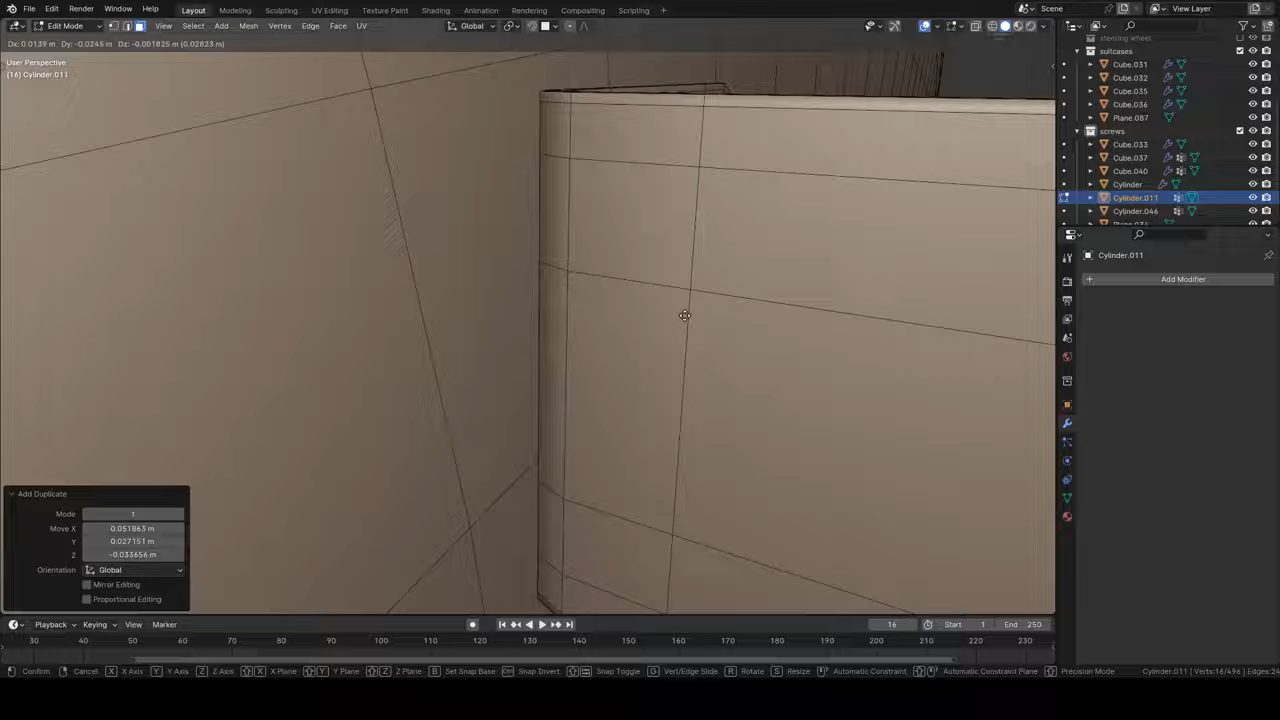 File Edit Render Window Help Layout Modeling Sculpting UV Editing Texture Paint Shading Animation Rendering Compositing Scripting + Scene View Layer
Edit Mode View Select Add Mesh Vertex Edge Face UV Global
Dx: 0.0139 m Dy: -0.0245 m Dz: -0.001825 m (0.02823 m)
User Perspective
(16) Cylinder.011
suitcases
Cube.031
Cube.032
Cube.035
Cube.036
Plane.087
screws
Cube.033
Cube.037
Cube.040
Cylinder
Cylinder.011
Cylinder.046
Cylinder.011
+ Add Modifier
Add Duplicate
Mode 1
Move X 0.051863 m
Y 0.027151 m
Z -0.033656 m
Orientation Global
Mirror Editing
Proportional Editing
Playback Keying View Marker 16 Start 1 End 250
30 40 50 60 70 80 90 100 110 120 130 140 150 160 170 180 190 200 210 220 230
Confirm Cancel X X Axis Y Y Axis Z Z Axis X X Plane Y Y Plane Z Z Plane B Set Snap Base Snap Invert Snap Toggle G Vert/Edge Slide R Rotate S Resize Automatic Constraint Automatic Constraint Plane Precision Mode Cylinder.011 | Verts:16/496 | Edges:24